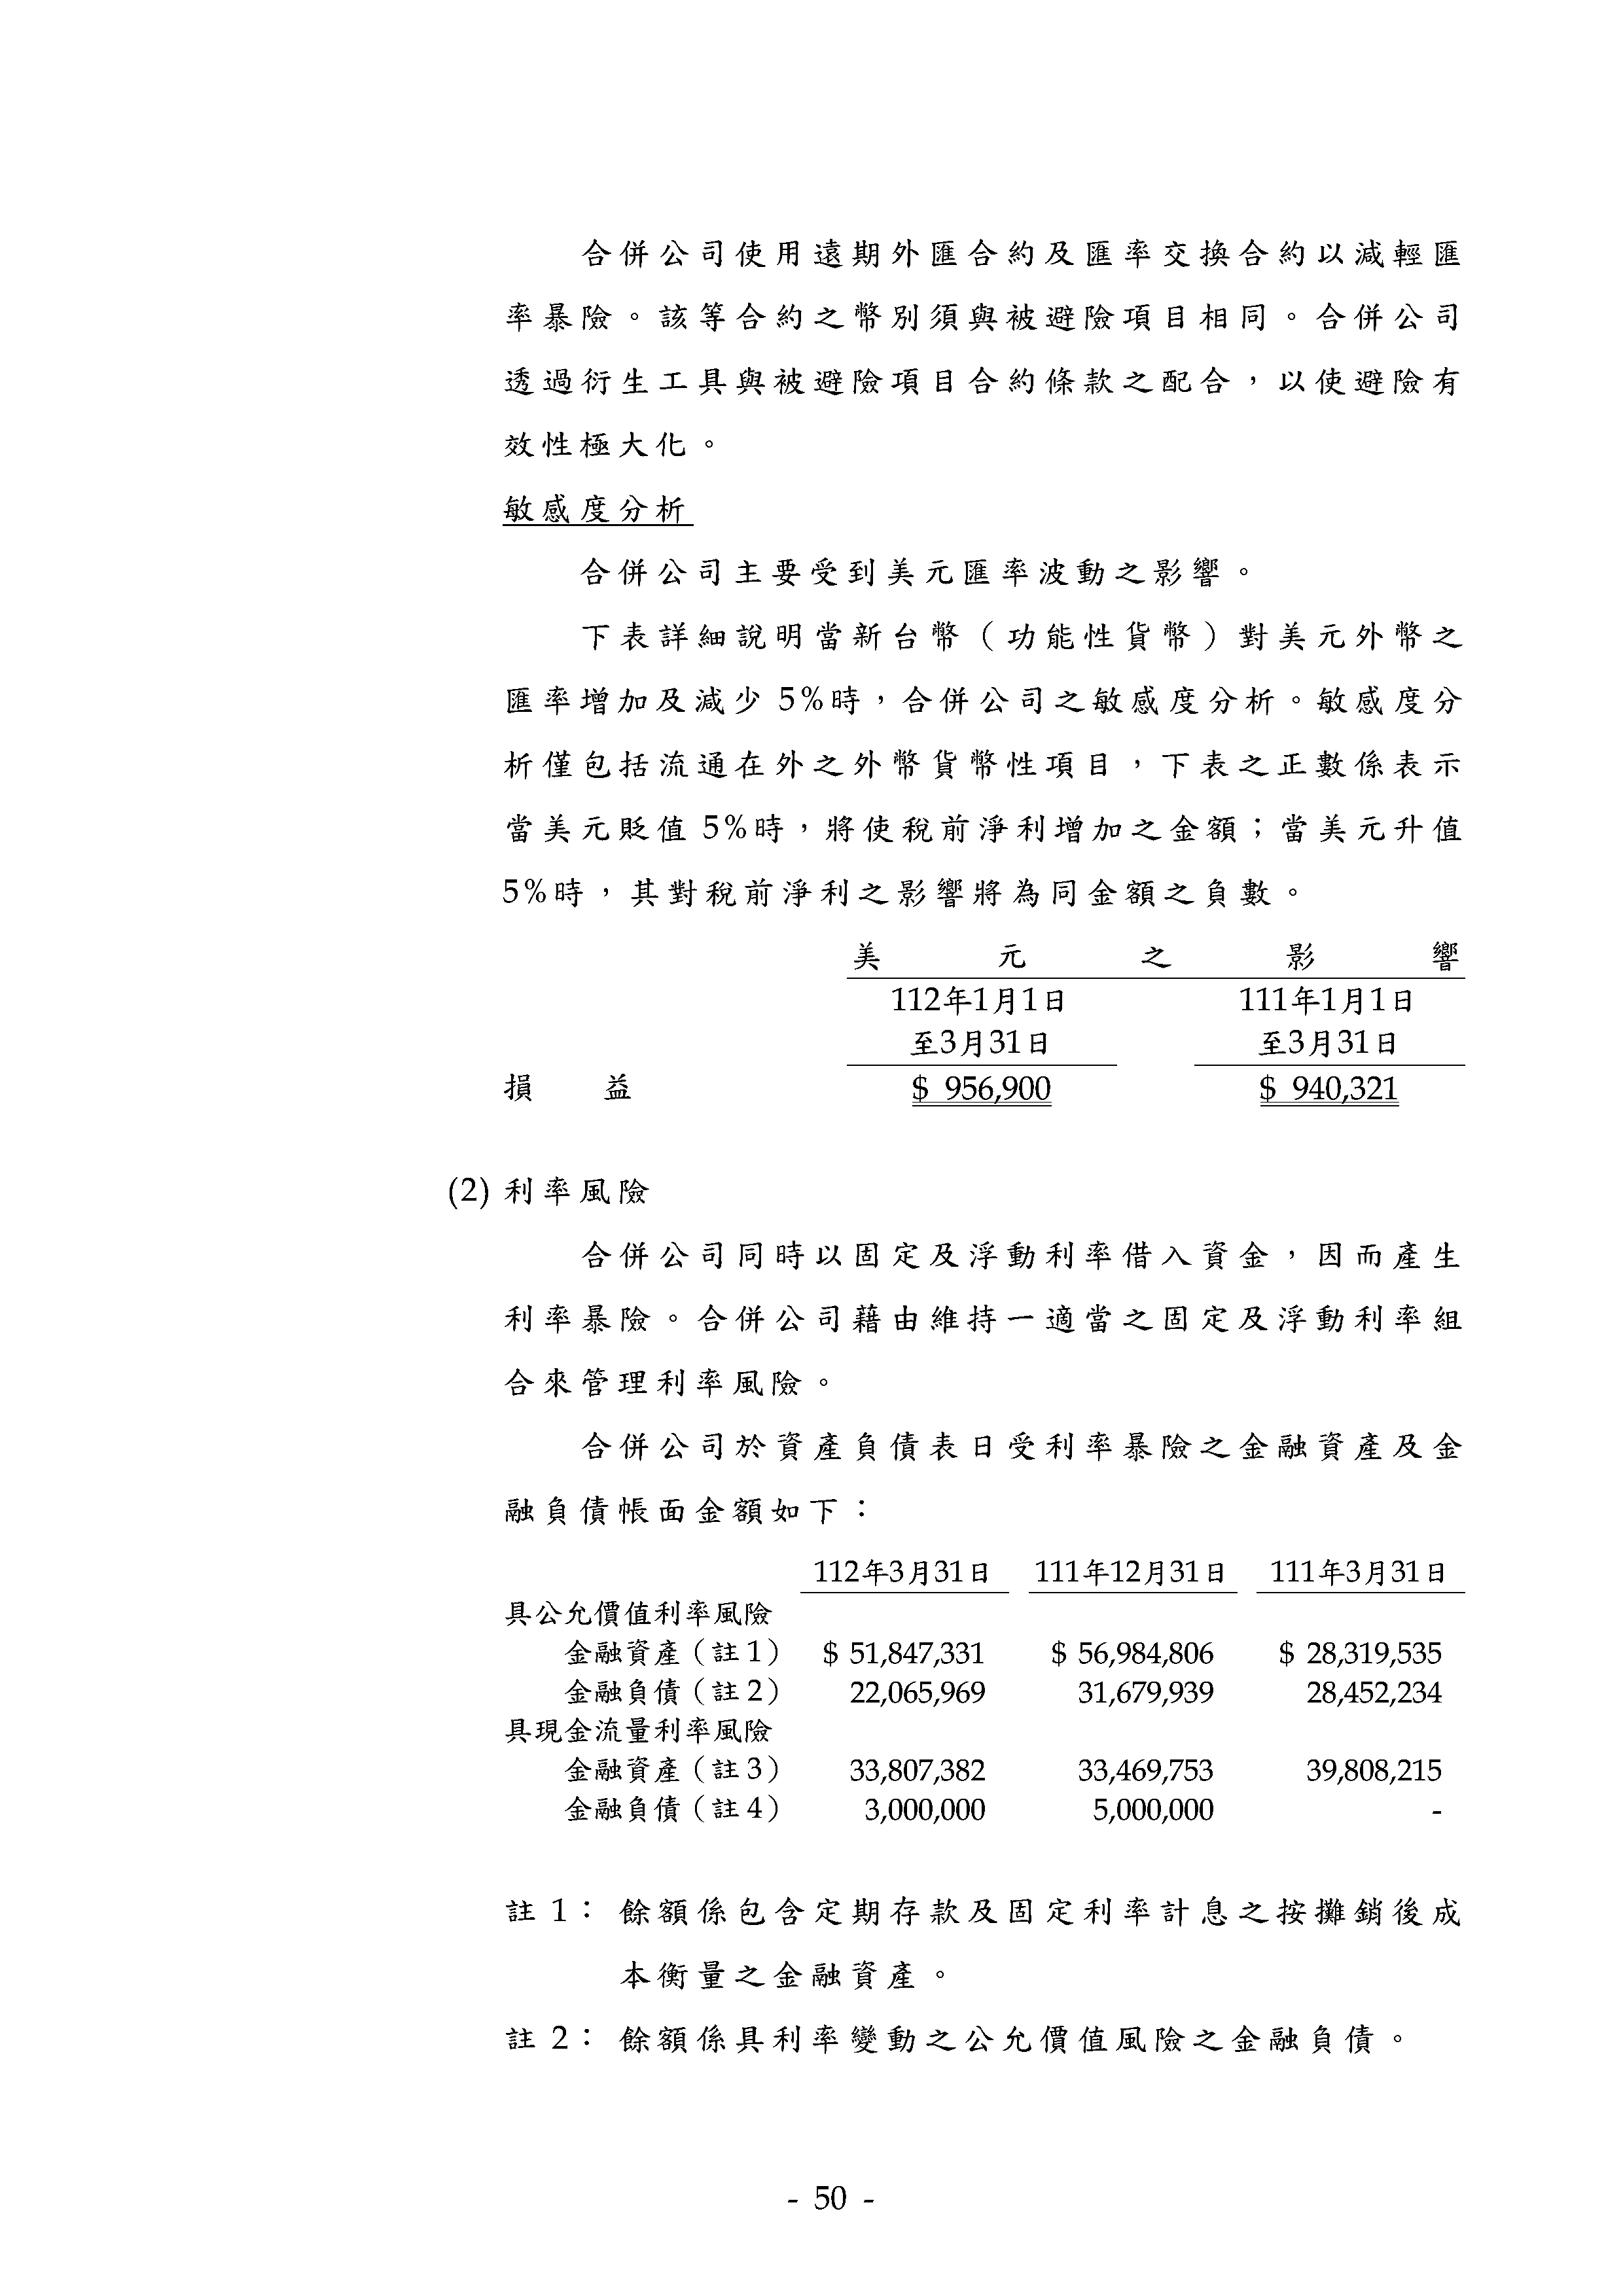 合併公司使用遠期外匯合約及匯率交換合約以減輕匯
率暴險。該等合約之幣別須與被避險項目相同。合併公司
透過衍生工具與被避險項目合約條款之配合，以使避險有
效性極大化。
敏感度分析
合併公司主要受到美元匯率波動之影響。
下表詳細說明當新台幣（功能性貨幣）對美元外幣之
匯率增加及減少 5%時，合併公司之敏感度分析。敏感度分
析僅包括流通在外之外幣貨幣性項目，下表之正數係表示
當美元貶值 5%時，將使稅前淨利增加之金額；當美元升值
5%時，其對稅前淨利之影響將為同金額之負數。
美 元 之 影 響
112年1月1日 111年1月1日
至3月31日 至3月31日
損 益 $ 956,900 $ 940,321
(2) 利率風險
合併公司同時以固定及浮動利率借入資金，因而產生
利率暴險。合併公司藉由維持一適當之固定及浮動利率組
合來管理利率風險。
合併公司於資產負債表日受利率暴險之金融資產及金
融負債帳面金額如下：
112年3月31日 111年12月31日 111年3月31日
具公允價值利率風險
金融資產（註1） $ 51,847,331 $ 56,984,806 $ 28,319,535
金融負債（註2） 22,065,969 31,679,939 28,452,234
具現金流量利率風險
金融資產（註3） 33,807,382 33,469,753 39,808,215
金融負債（註4） 3,000,000 5,000,000 -
註 1： 餘額係包含定期存款及固定利率計息之按攤銷後成
本衡量之金融資產。
註 2： 餘額係具利率變動之公允價值風險之金融負債。
- 50 -